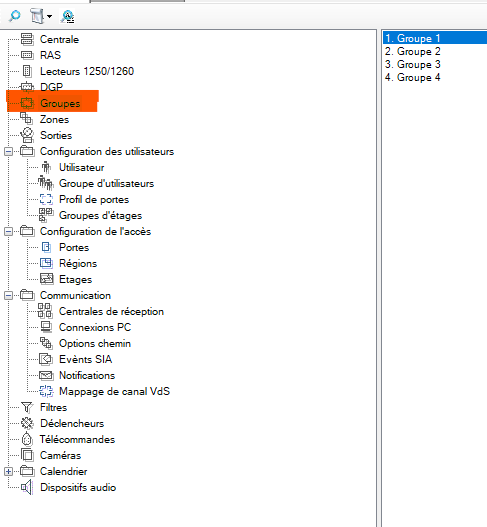 Centrale
RAS
Lecteurs 1250/1260
DGP
Groupes
Zones
Sorties
Configuration des utilisateurs
Utilisateur
Groupe d'utilisateurs
Profil de portes
Groupes d'étages
Configuration de l'accès
Portes
Régions
Etages
Communication
Centrales de réception
Connexions PC
Options chemin
Evènts SIA
Notifications
Mappage de canal VdS
Filtres
Déclencheurs
Télécommandes
Caméras
Calendrier
Dispositifs audio
1. Groupe 1
2. Groupe 2
3. Groupe 3
4. Groupe 4